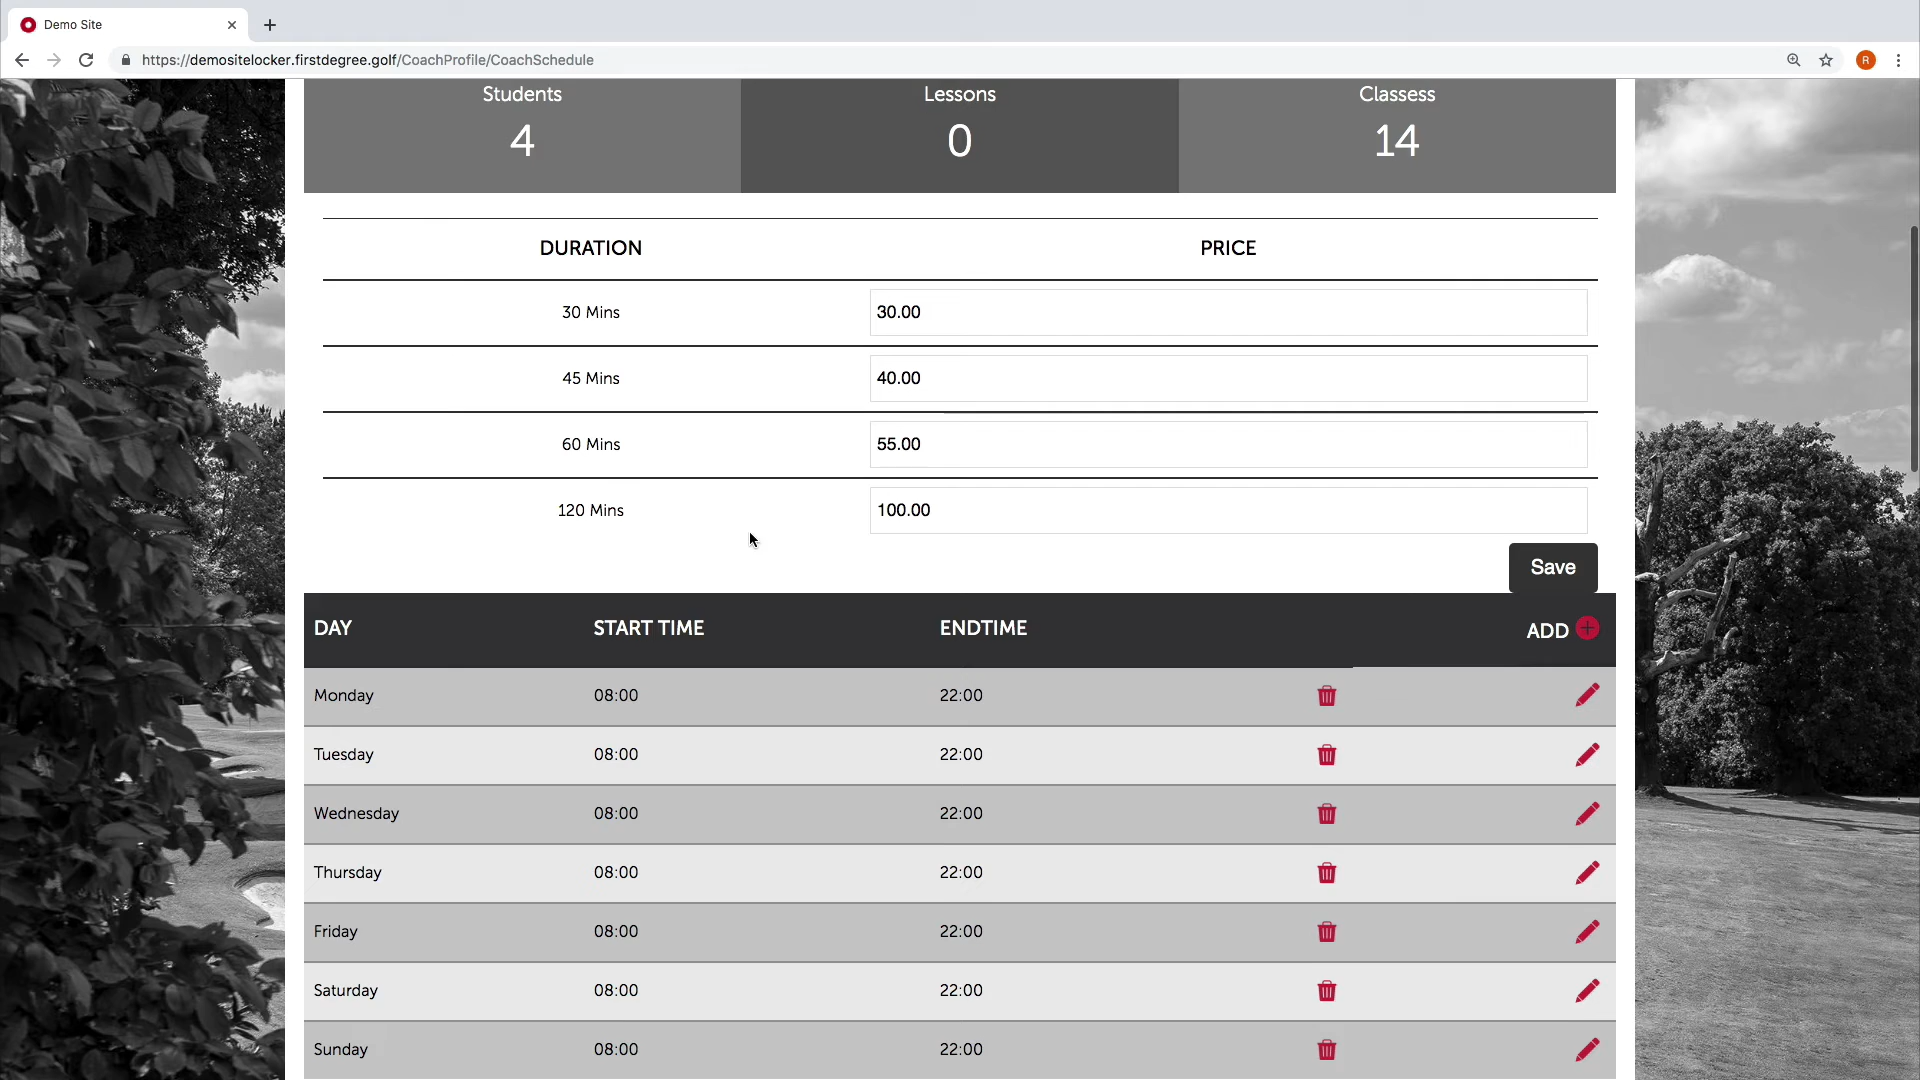 Demo Site
https://demositelocker.firstdegree.golf/CoachProfile/CoachSchedule
R
Students Lessons Classess
4 0 14
DURATION PRICE
30 Mins 30.00
45 Mins 40.00
60 Mins 55.00
120 Mins 100.00
Save
DAY START TIME ENDTIME ADD
Monday 08:00 22:00
Tuesday 08:00 22:00
Wednesday 08:00 22:00
Thursday 08:00 22:00
Friday 08:00 22:00
Saturday 08:00 22:00
Sunday 08:00 22:00